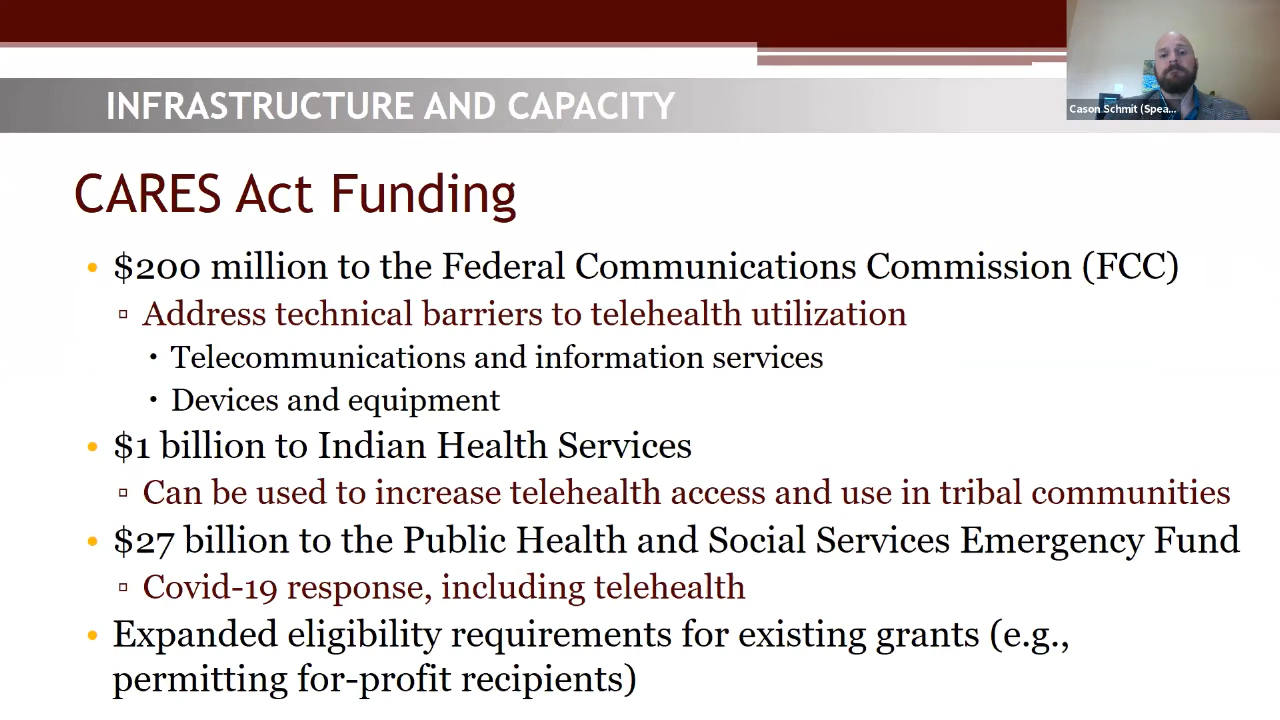 INFRASTRUCTURE AND CAPACITY
Cason Schmit (Spea...
CARES Act Funding
• $200 million to the Federal Communications Commission (FCC)
▫ Address technical barriers to telehealth utilization
• Telecommunications and information services
• Devices and equipment
• $1 billion to Indian Health Services
▫ Can be used to increase telehealth access and use in tribal communities
• $27 billion to the Public Health and Social Services Emergency Fund
▫ Covid-19 response, including telehealth
• Expanded eligibility requirements for existing grants (e.g.,
permitting for-profit recipients)